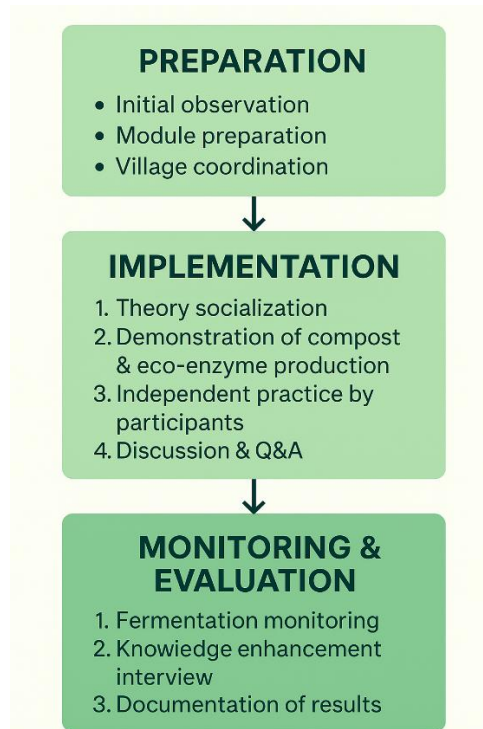 PREPARATION
• Initial observation
• Module preparation
• Village coordination
IMPLEMENTATION
1. Theory socialization
2. Demonstration of compost
& eco-enzyme production
3. Independent practice by
participants
4. Discussion & Q&A
MONITORING &
EVALUATION
1. Fermentation monitoring
2. Knowledge enhancement
interview
3. Documentation of results